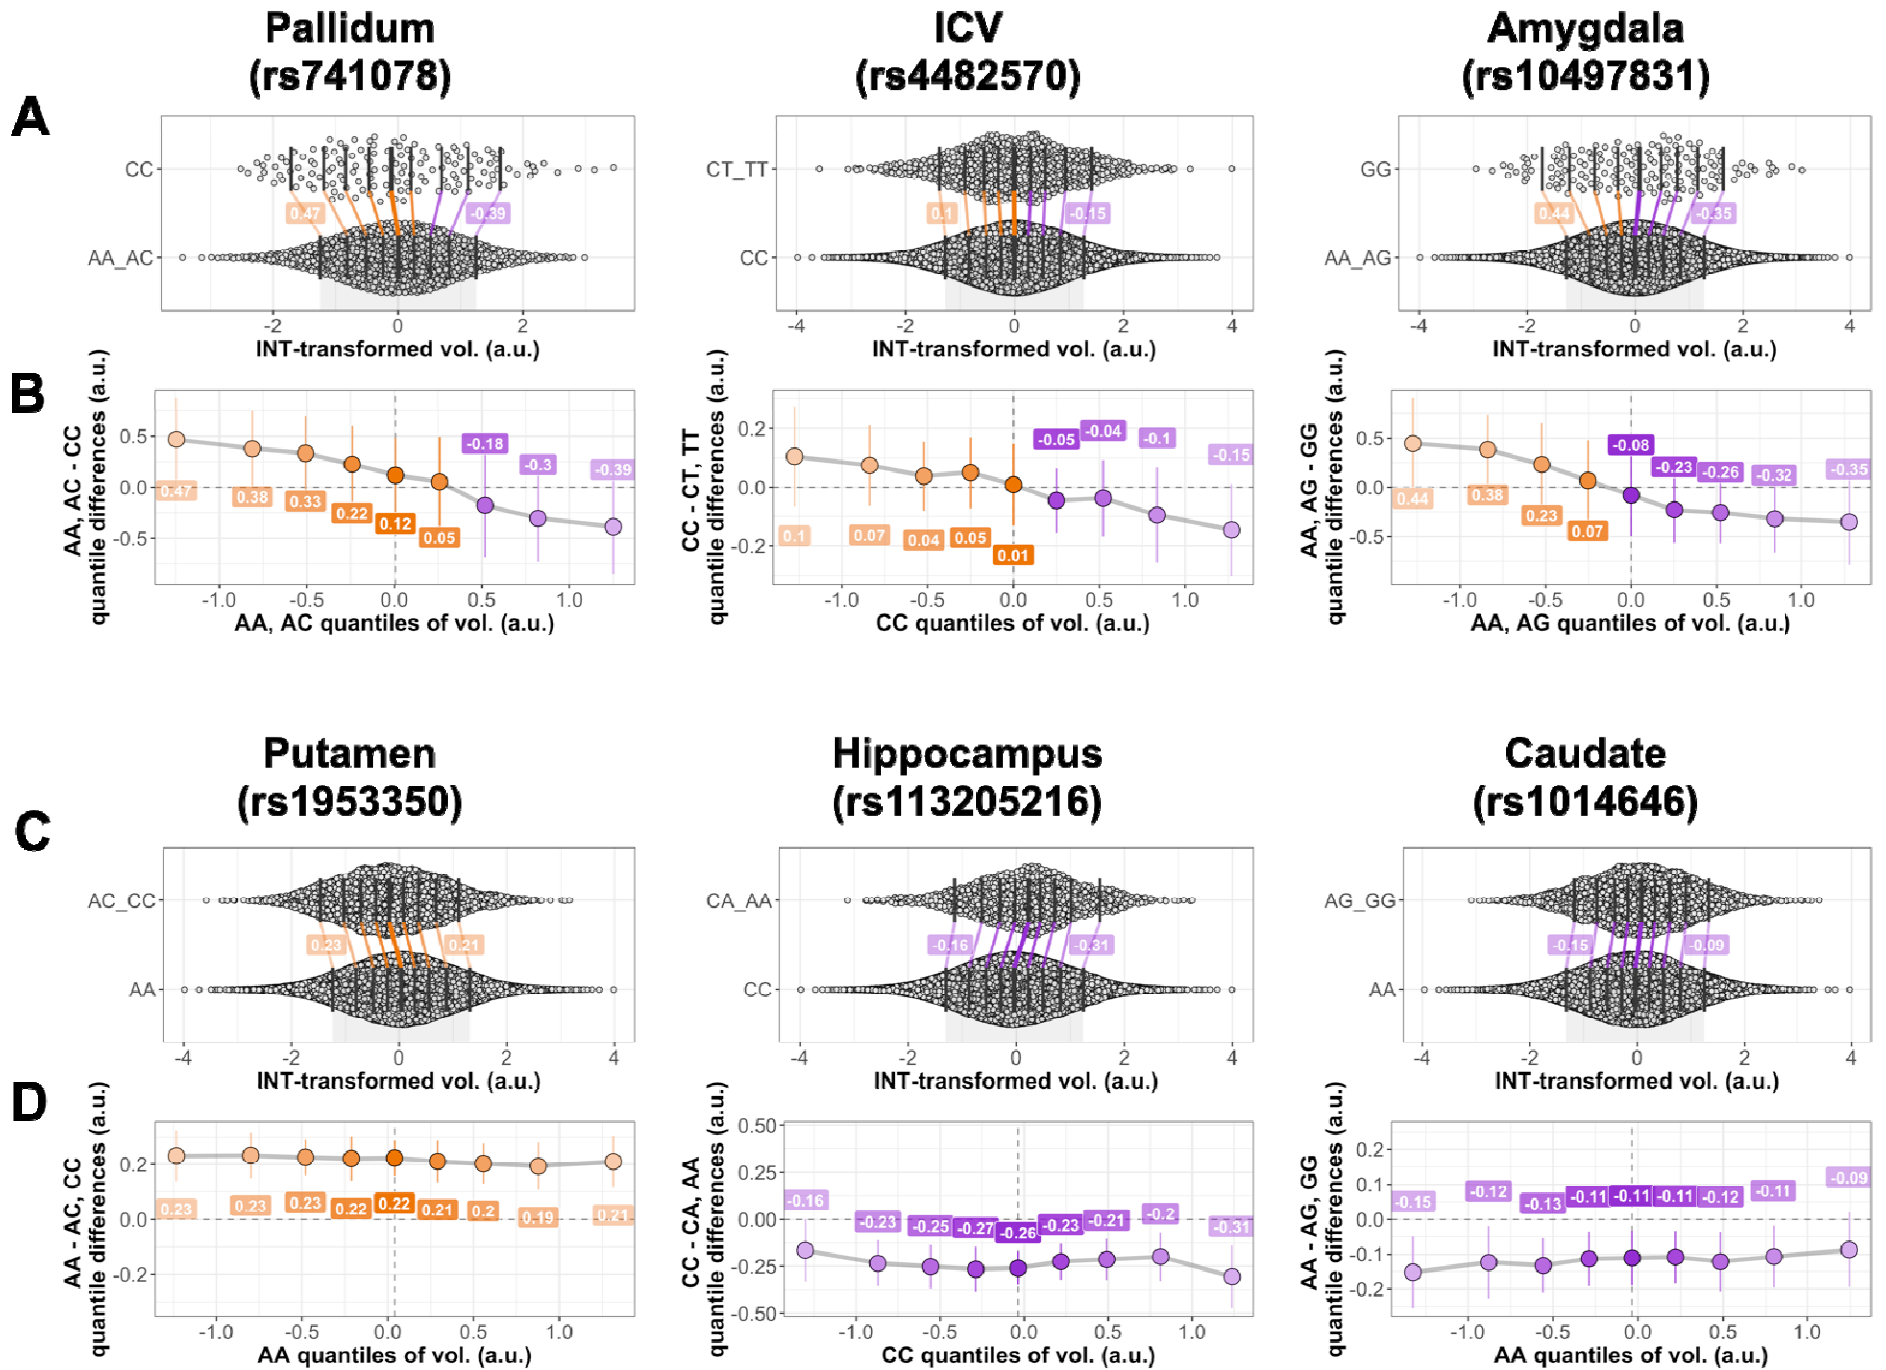 Pallidum
(rs741078)
ICV
(rs4482570)
Amygdala
(rs10497831)
A
CC
AA_AC
0.47
-0.39
-2
0
2
INT-transformed vol. (a.u.)
CT_TT
CC
0.1
-0.15
-4
-2
0
2
4
INT-transformed vol. (a.u.)
GG
AA_AG
0.44
-0.35
-4
-2
0
2
4
INT-transformed vol. (a.u.)
B
AA, AC - CC
quantile differences (a.u.)
0.5
0.0
-0.5
0.47
0.38
0.33
0.22
0.12
0.05
-0.18
-0.3
-0.39
-1.0
-0.5
0.0
0.5
1.0
AA, AC quantiles of vol. (a.u.)
CC - CT, TT
quantile differences (a.u.)
0.2
0.0
-0.2
0.1
0.07
0.04
0.05
0.01
-0.05
-0.04
-0.1
-0.15
-1.0
-0.5
0.0
0.5
1.0
CC quantiles of vol. (a.u.)
AA, AG - GG
quantile differences (a.u.)
0.5
0.0
-0.5
0.44
0.38
0.23
0.07
-0.08
-0.23
-0.26
-0.32
-0.35
-1.0
-0.5
0.0
0.5
1.0
AA, AG quantiles of vol. (a.u.)
Putamen
(rs1953350)
Hippocampus
(rs113205216)
Caudate
(rs1014646)
C
AC_CC
AA
0.23
0.21
-4
-2
0
2
4
INT-transformed vol. (a.u.)
CA_AA
CC
-0.16
-0.31
-4
-2
0
2
4
INT-transformed vol. (a.u.)
AG_GG
AA
-0.15
-0.09
-4
-2
0
2
4
INT-transformed vol. (a.u.)
D
AA - AC, CC
quantile differences (a.u.)
0.2
0.0
-0.2
0.23
0.23
0.23
0.22
0.22
0.21
0.2
0.19
0.21
-1.0
-0.5
0.0
0.5
1.0
AA quantiles of vol. (a.u.)
CC - CA, AA
quantile differences (a.u.)
0.50
0.25
0.00
-0.25
-0.50
-0.16
-0.23
-0.25
-0.27
-0.26
-0.23
-0.21
-0.2
-0.31
-1.0
-0.5
0.0
0.5
1.0
CC quantiles of vol. (a.u.)
AA - AG, GG
quantile differences (a.u.)
0.2
0.1
0.0
-0.1
-0.2
-0.15
-0.12
-0.13
-0.11
-0.11
-0.11
-0.12
-0.11
-0.09
-1.0
-0.5
0.0
0.5
1.0
AA quantiles of vol. (a.u.)